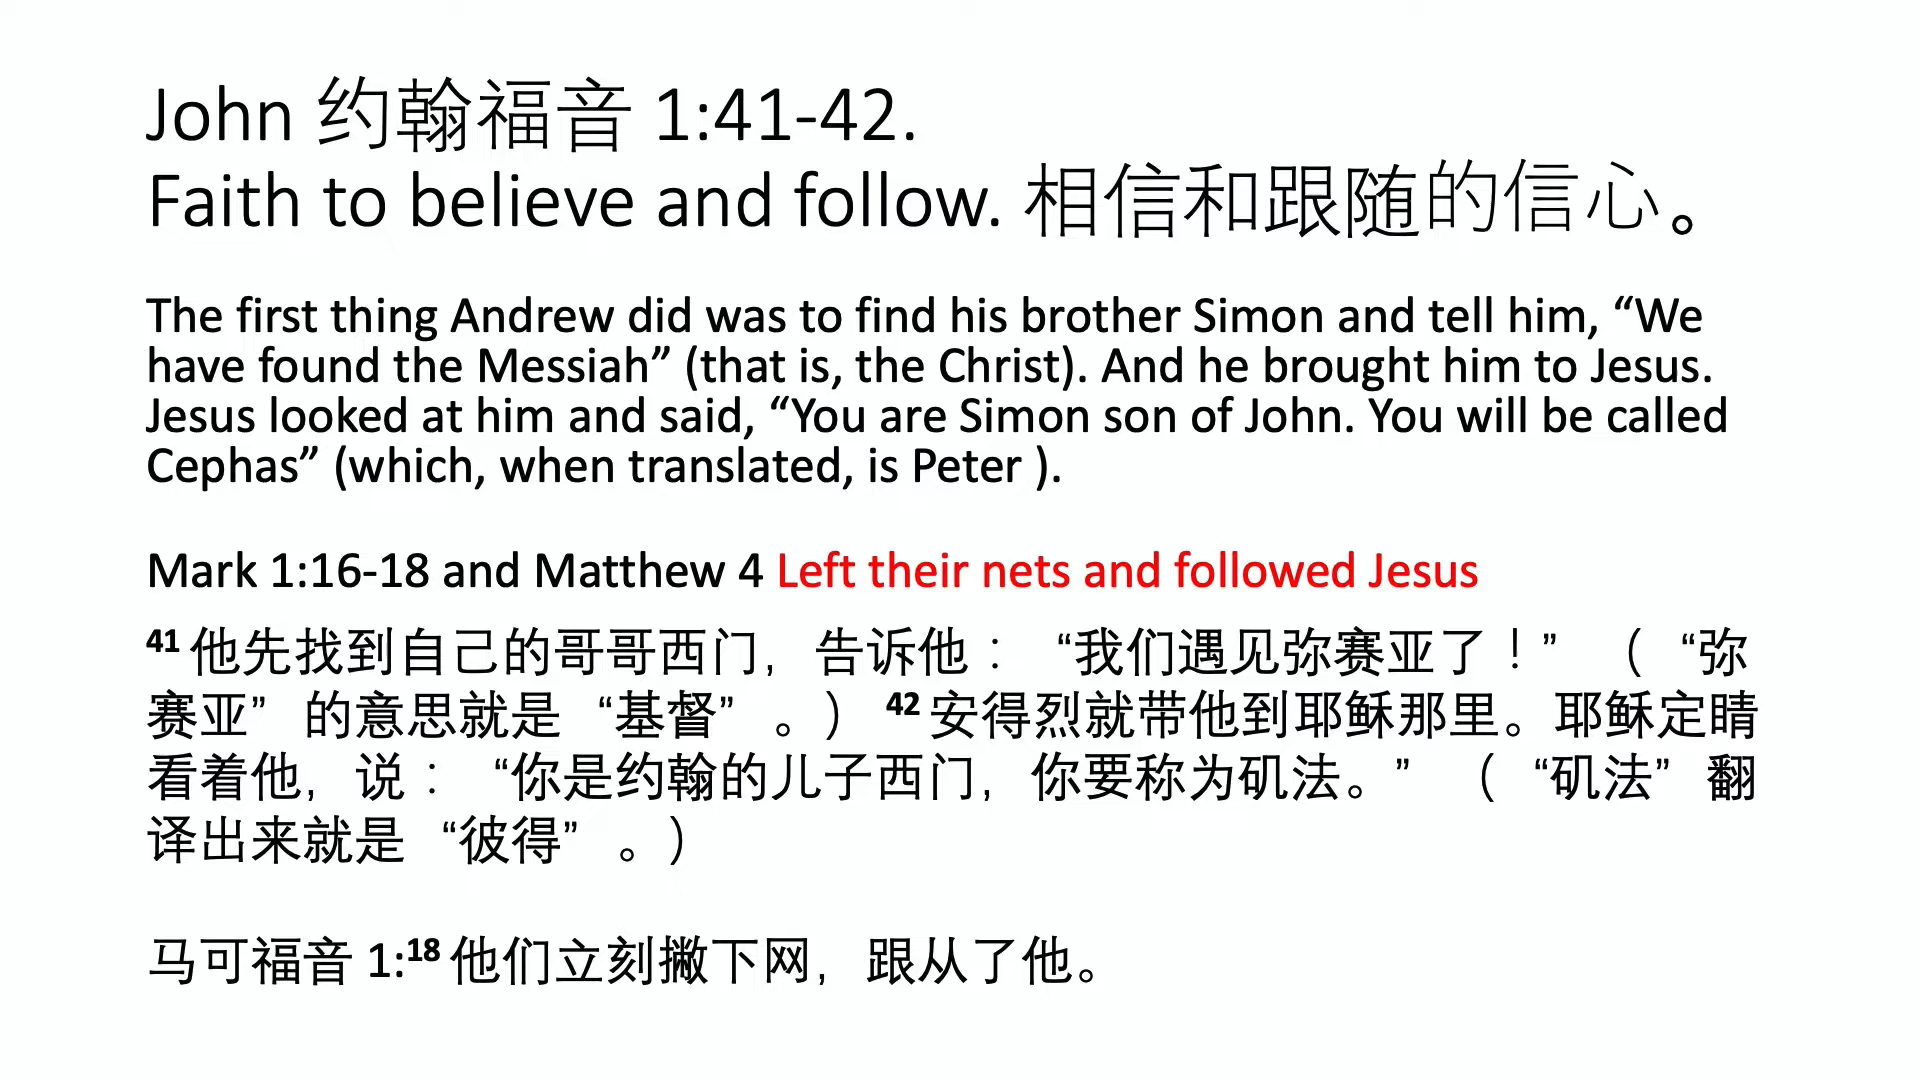 John 约翰福音 1:41-42.
Faith to believe and follow. 相信和跟随的信心。
The first thing Andrew did was to find his brother Simon and tell him, “We
have found the Messiah” (that is, the Christ). And he brought him to Jesus.
Jesus looked at him and said, “You are Simon son of John. You will be called
Cephas” (which, when translated, is Peter ).
Mark 1:16-18 and Matthew 4 Left their nets and followed Jesus
41 他先找到自己的哥哥西门，告诉他：“我们遇见弥赛亚了！”（“弥
赛亚”的意思就是“基督”。）42 安得烈就带他到耶稣那里。耶稣定睛
看着他，说：“你是约翰的儿子西门，你要称为矶法。”（“矶法”翻
译出来就是“彼得”。）
马可福音 1:18 他们立刻撇下网，跟从了他。